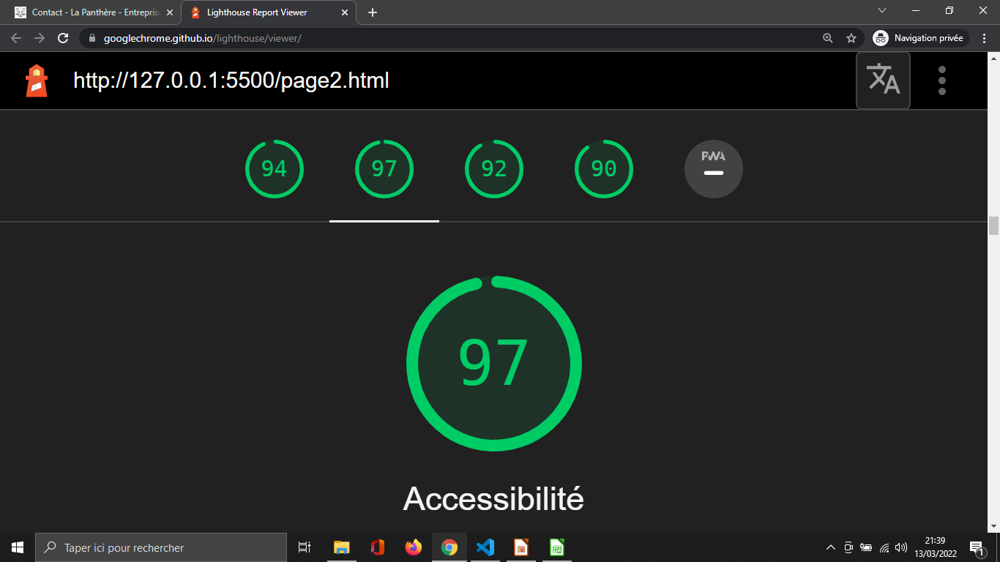 Contact - La Panthère - Entrepris
Lighthouse Report Viewer
googlechrome.github.io/lighthouse/viewer/
Navigation privée
http://127.0.0.1:5500/page2.html
94
97
92
90
PWA
97
Accessibilité
Taper ici pour rechercher
21:39
13/03/2022
1